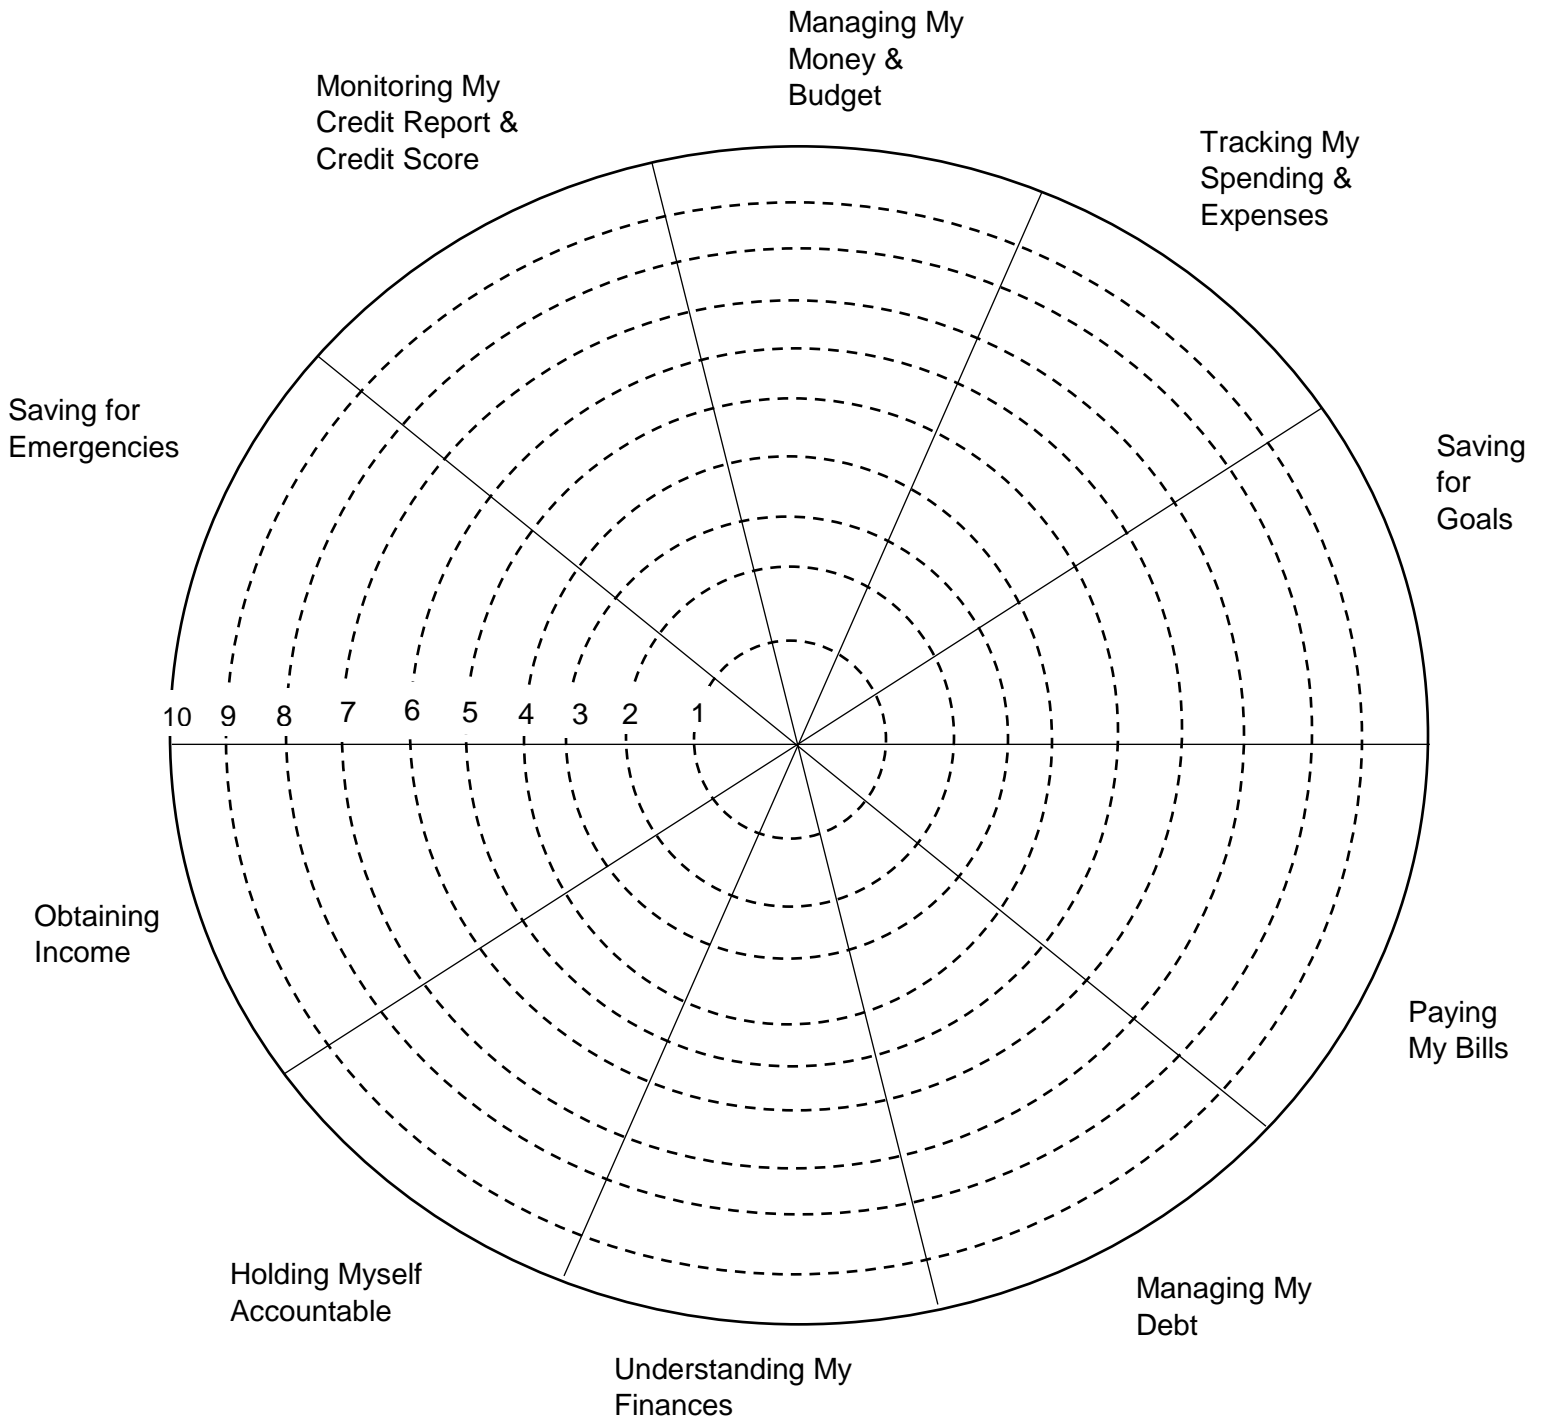 Managing My
Money &
Budget
Monitoring My
Credit Report &
Credit Score
Tracking My
Spending &
Expenses
Saving for
Emergencies
Saving
for
Goals
10 9 8 7 6 5 4 3 2 1
Obtaining
Income
Paying
My Bills
Holding Myself
Accountable
Managing My
Debt
Understanding My
Finances